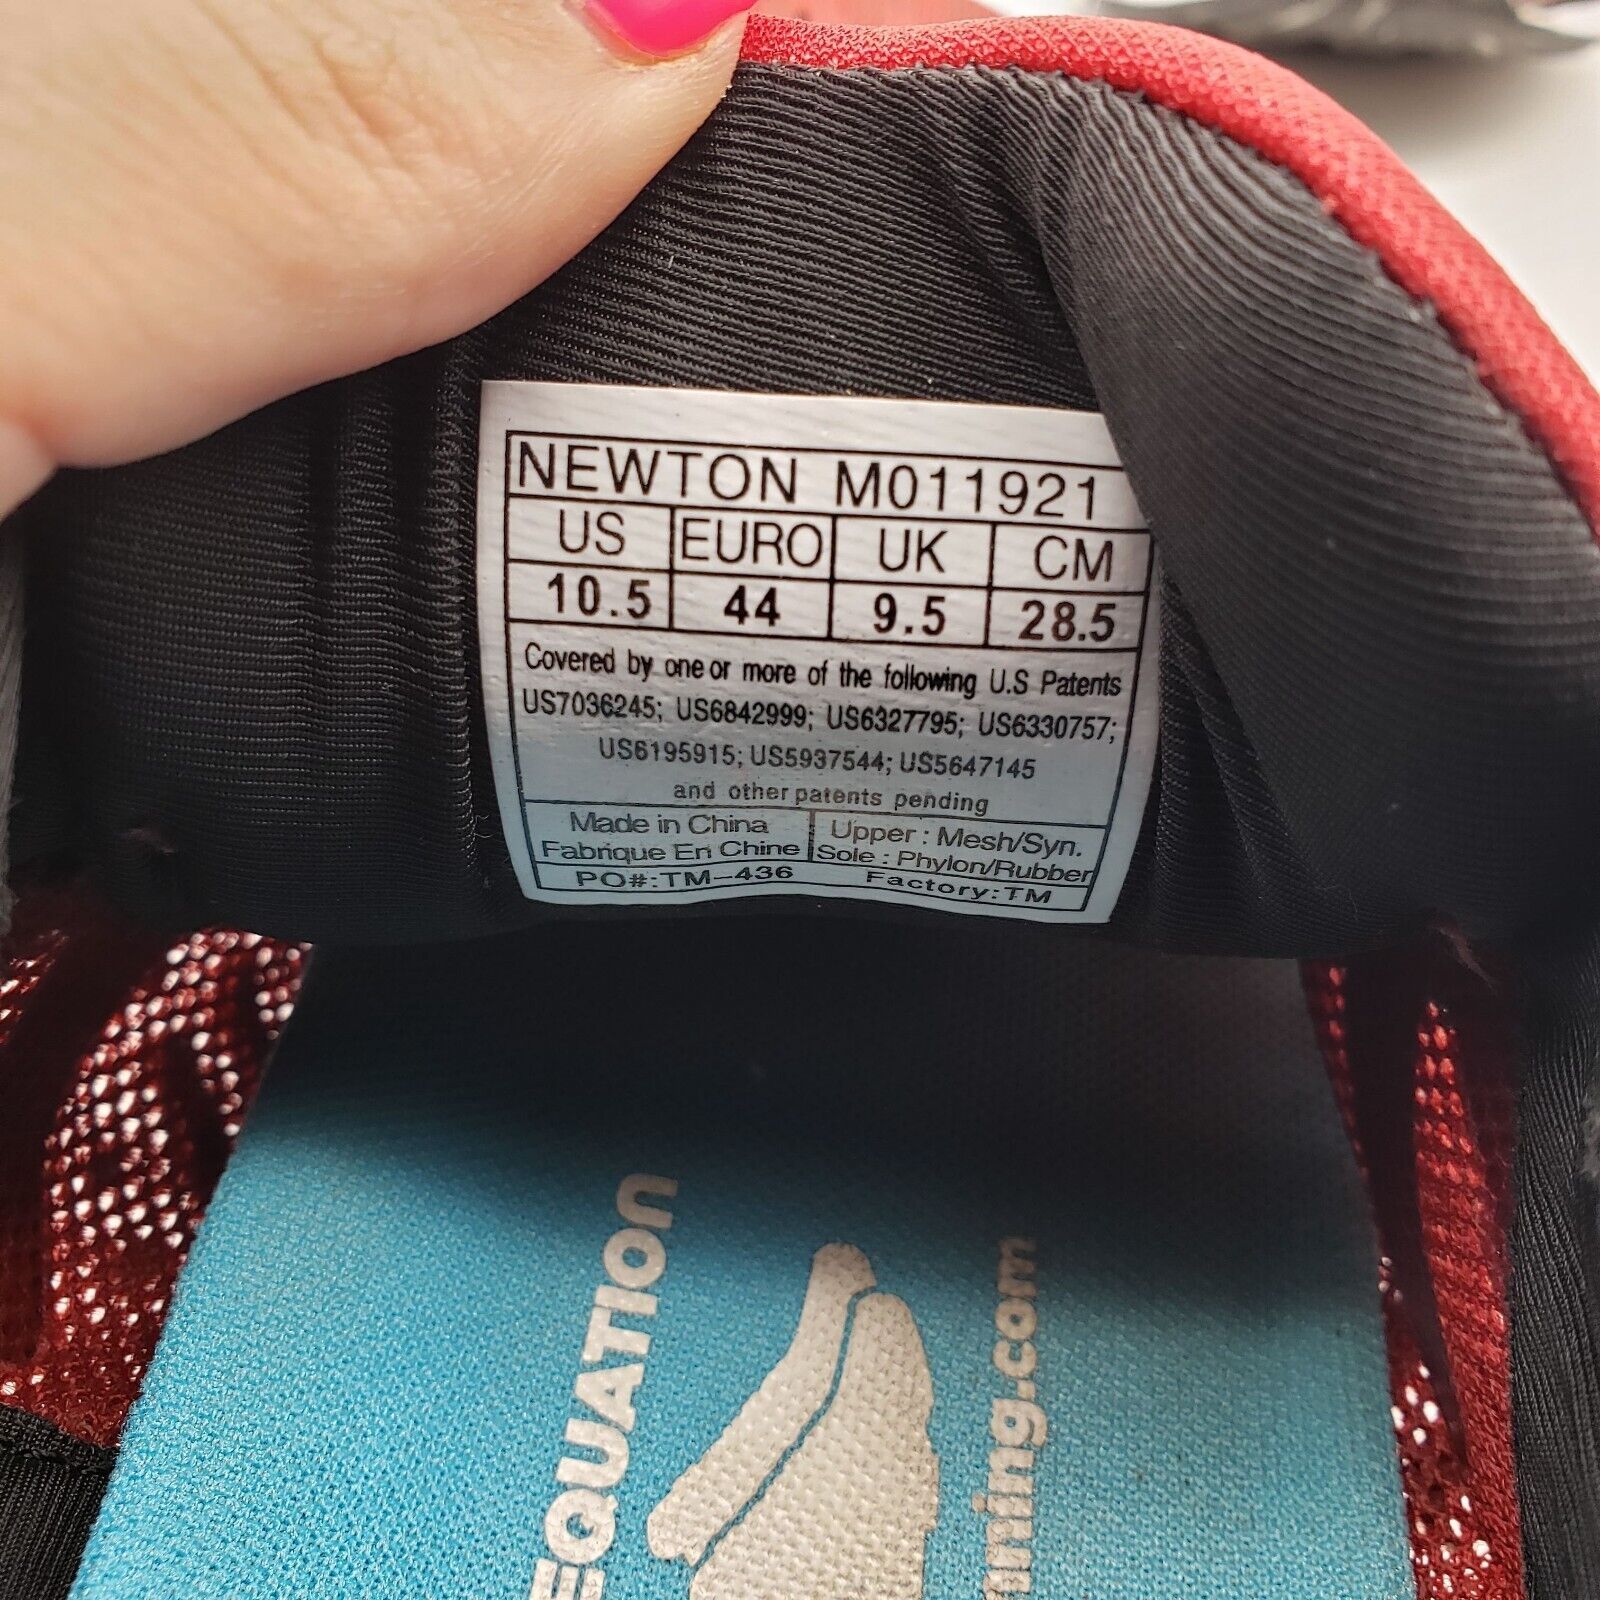 NEWTON M011921
US EURO UK CM
10.5 44 9.5 28.5
Covered by one or more of the following U.S Patents
US7036245; US6842999; US6327795; US6330757;
US6195915; US5937544; US5647145
and other patents pending
Made in China
Fabrique En Chine
Upper : Mesh/Syn.
Sole : Phylon/Rubber
PO#:TM-436 Factory:TM
EQUATION
nning.com